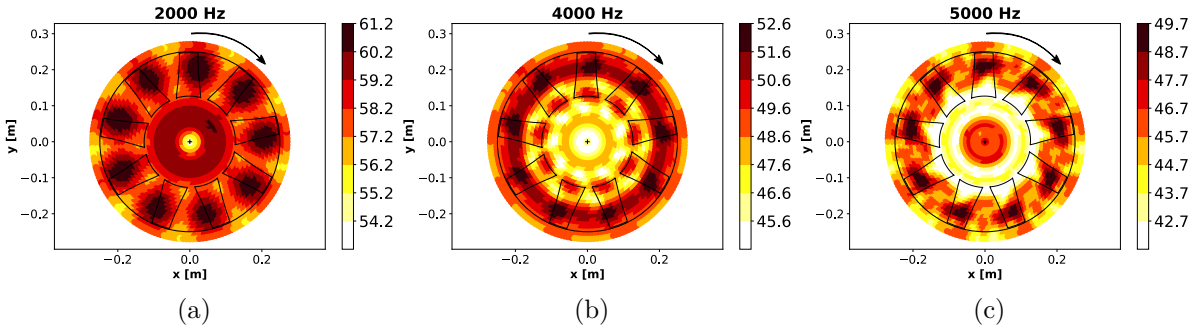 2000 Hz
y [m]
0.3
0.2
0.1
0.0
−0.1
−0.2
−0.2 0.0 0.2
x [m]
61.2
60.2
59.2
58.2
57.2
56.2
55.2
54.2
(a)
4000 Hz
y [m]
0.3
0.2
0.1
0.0
−0.1
−0.2
−0.2 0.0 0.2
x [m]
52.6
51.6
50.6
49.6
48.6
47.6
46.6
45.6
(b)
5000 Hz
y [m]
0.3
0.2
0.1
0.0
−0.1
−0.2
−0.2 0.0 0.2
x [m]
49.7
48.7
47.7
46.7
45.7
44.7
43.7
42.7
(c)